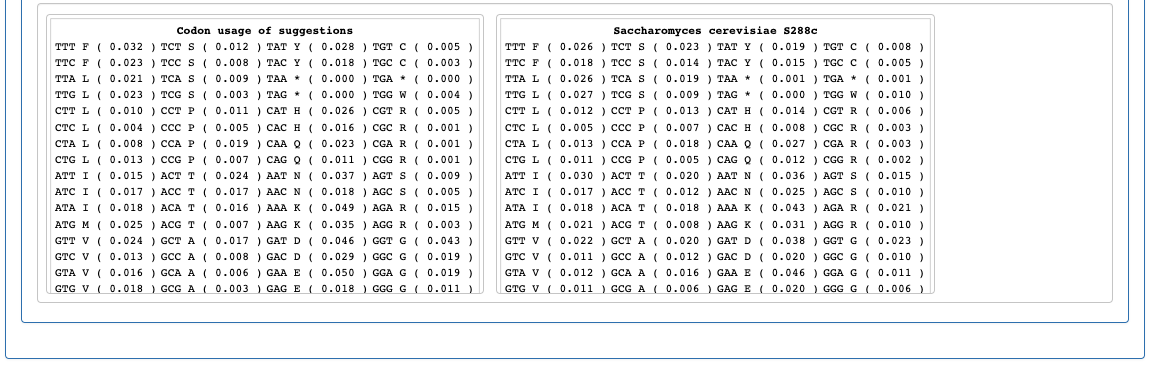 Codon usage of suggestions
TTT F ( 0.032 ) TCT S ( 0.012 ) TAT Y ( 0.028 ) TGT C ( 0.005 )
TTC F ( 0.023 ) TCC S ( 0.008 ) TAC Y ( 0.018 ) TGC C ( 0.003 )
TTA L ( 0.021 ) TCA S ( 0.009 ) TAA * ( 0.000 ) TGA * ( 0.000 )
TTG L ( 0.023 ) TCG S ( 0.003 ) TAG * ( 0.000 ) TGG W ( 0.004 )
CTT L ( 0.010 ) CCT P ( 0.011 ) CAT H ( 0.026 ) CGT R ( 0.005 )
CTC L ( 0.004 ) CCC P ( 0.005 ) CAC H ( 0.016 ) CGC R ( 0.001 )
CTA L ( 0.008 ) CCA P ( 0.019 ) CAA Q ( 0.023 ) CGA R ( 0.001 )
CTG L ( 0.013 ) CCG P ( 0.007 ) CAG Q ( 0.011 ) CGG R ( 0.001 )
ATT I ( 0.015 ) ACT T ( 0.024 ) AAT N ( 0.037 ) AGT S ( 0.009 )
ATC I ( 0.017 ) ACC T ( 0.017 ) AAC N ( 0.018 ) AGC S ( 0.005 )
ATA I ( 0.018 ) ACA T ( 0.016 ) AAA K ( 0.049 ) AGA R ( 0.015 )
ATG M ( 0.025 ) ACG T ( 0.007 ) AAG K ( 0.035 ) AGG R ( 0.003 )
GTT V ( 0.024 ) GCT A ( 0.017 ) GAT D ( 0.046 ) GGT G ( 0.043 )
GTC V ( 0.013 ) GCC A ( 0.008 ) GAC D ( 0.029 ) GGC G ( 0.019 )
GTA V ( 0.016 ) GCA A ( 0.006 ) GAA E ( 0.050 ) GGA G ( 0.019 )
GTG V ( 0.018 ) GCG A ( 0.003 ) GAG E ( 0.018 ) GGG G ( 0.011 )
Saccharomyces cerevisiae S288c
TTT F ( 0.026 ) TCT S ( 0.023 ) TAT Y ( 0.019 ) TGT C ( 0.008 )
TTC F ( 0.018 ) TCC S ( 0.014 ) TAC Y ( 0.015 ) TGC C ( 0.005 )
TTA L ( 0.026 ) TCA S ( 0.019 ) TAA * ( 0.001 ) TGA * ( 0.001 )
TTG L ( 0.027 ) TCG S ( 0.009 ) TAG * ( 0.000 ) TGG W ( 0.010 )
CTT L ( 0.012 ) CCT P ( 0.013 ) CAT H ( 0.014 ) CGT R ( 0.006 )
CTC L ( 0.005 ) CCC P ( 0.007 ) CAC H ( 0.008 ) CGC R ( 0.003 )
CTA L ( 0.013 ) CCA P ( 0.018 ) CAA Q ( 0.027 ) CGA R ( 0.003 )
CTG L ( 0.011 ) CCG P ( 0.005 ) CAG Q ( 0.012 ) CGG R ( 0.002 )
ATT I ( 0.030 ) ACT T ( 0.020 ) AAT N ( 0.036 ) AGT S ( 0.015 )
ATC I ( 0.017 ) ACC T ( 0.012 ) AAC N ( 0.025 ) AGC S ( 0.010 )
ATA I ( 0.018 ) ACA T ( 0.018 ) AAA K ( 0.043 ) AGA R ( 0.021 )
ATG M ( 0.021 ) ACG T ( 0.008 ) AAG K ( 0.031 ) AGG R ( 0.010 )
GTT V ( 0.022 ) GCT A ( 0.020 ) GAT D ( 0.038 ) GGT G ( 0.023 )
GTC V ( 0.011 ) GCC A ( 0.012 ) GAC D ( 0.020 ) GGC G ( 0.010 )
GTA V ( 0.012 ) GCA A ( 0.016 ) GAA E ( 0.046 ) GGA G ( 0.011 )
GTG V ( 0.011 ) GCG A ( 0.006 ) GAG E ( 0.020 ) GGG G ( 0.006 )